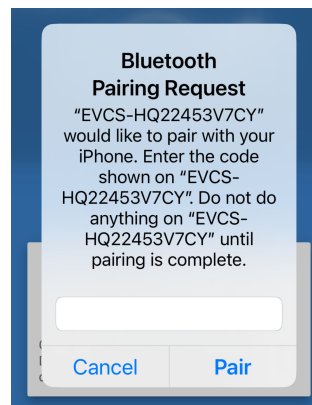 Bluetooth
Pairing Request
“EVCS-HQ22453V7CY”
would like to pair with your
iPhone. Enter the code
shown on “EVCS-
HQ22453V7CY”. Do not do
anything on “EVCS-
HQ22453V7CY” until
pairing is complete.
Cancel
Pair